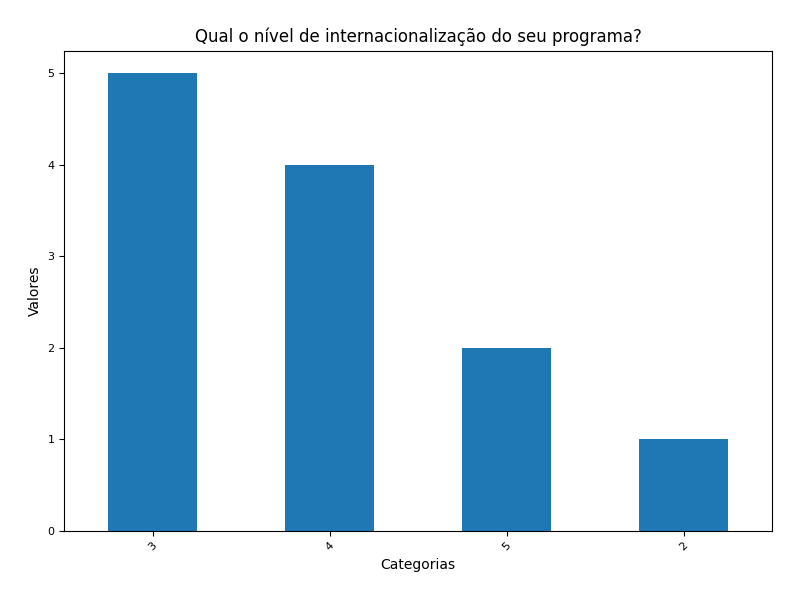 Qual o nível de internacionalização do seu programa?
5
4
3
2
1
0
Valores
3 4 5 2
Categorias